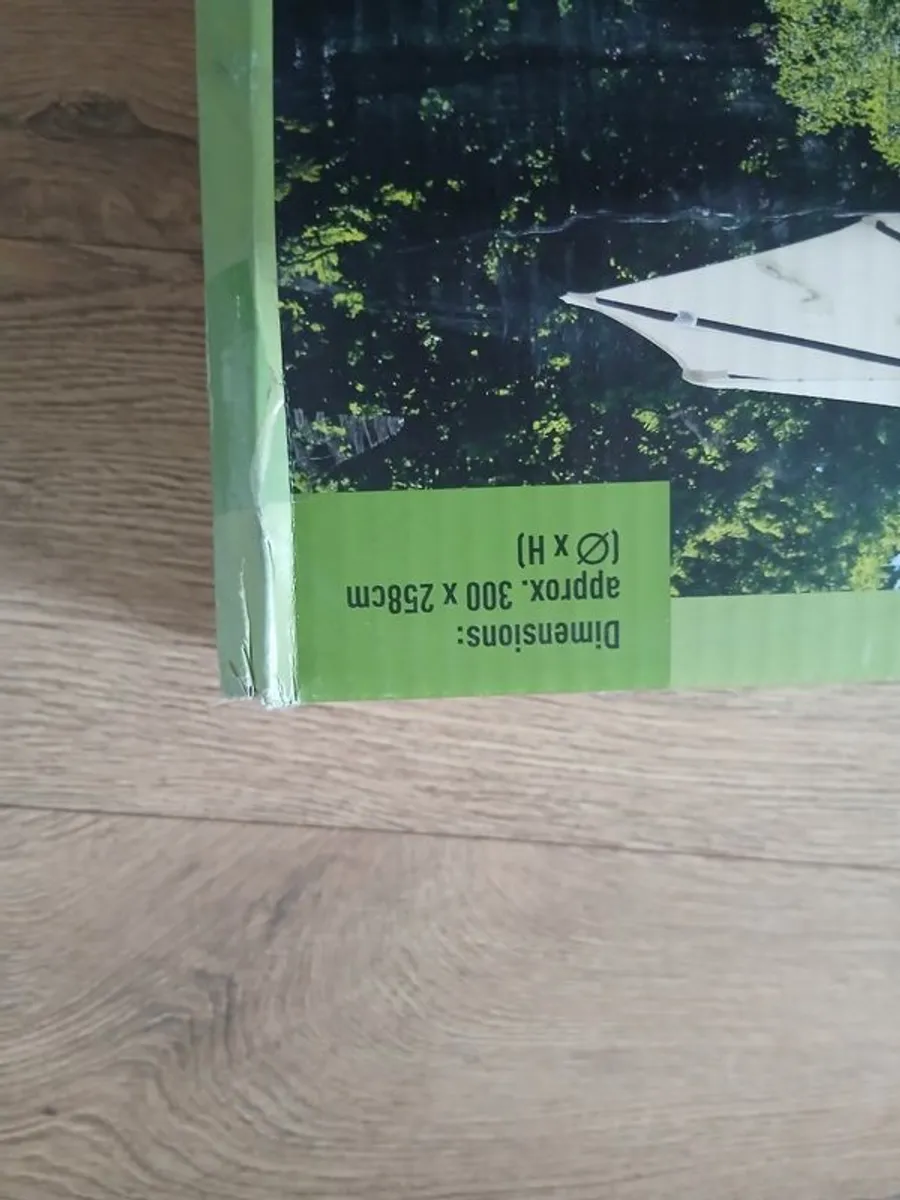 Dimensions:
approx. 300 x 258cm
(Ø x H)